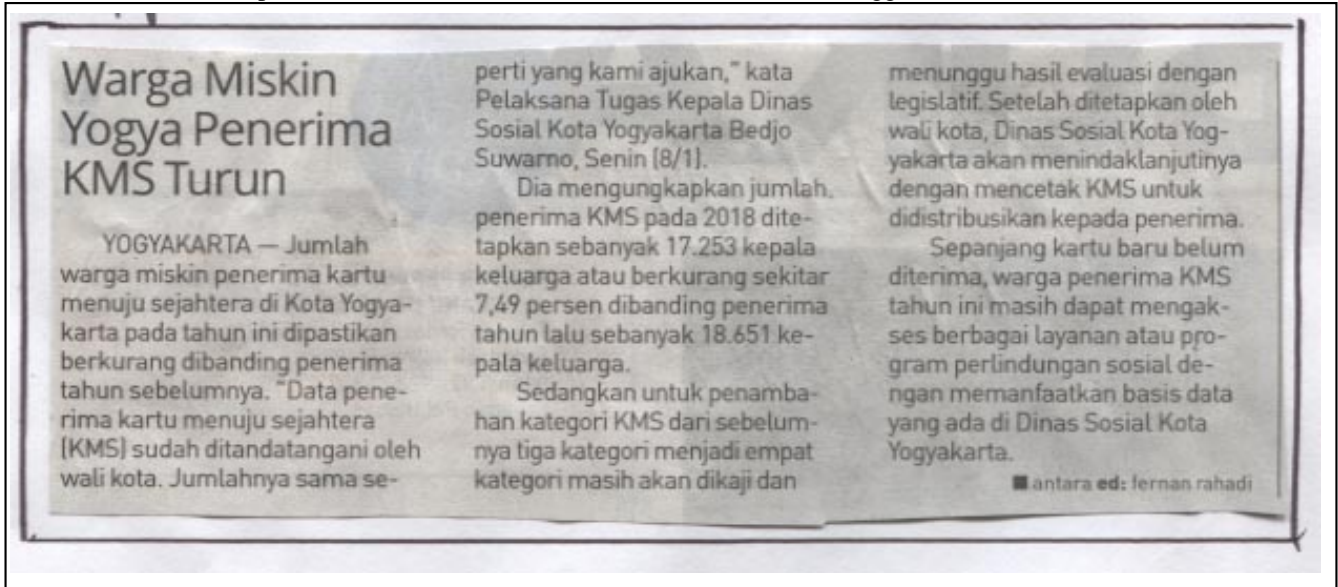 Warga Miskin
Yogya Penerima
KMS Turun
YOGYAKARTA — Jumlah
warga miskin penerima kartu
menuju sejahtera di Kota Yogya-
karta pada tahun ini dipastikan
berkurang dibanding penerima
tahun sebelumnya. "Data pene-
rima kartu menuju sejahtera
(KMS) sudah ditandatangani oleh
wali kota. Jumlahnya sama se-
perti yang kami ajukan," kata
Pelaksana Tugas Kepala Dinas
Sosial Kota Yogyakarta Bedjo
Suwarno, Senin (8/1).
Dia mengungkapkan jumlah
penerima KMS pada 2018 dite-
tapkan sebanyak 17.253 kepala
keluarga atau berkurang sekitar
7,49 persen dibanding penerima
tahun lalu sebanyak 18.651 ke-
pala keluarga.
Sedangkan untuk penamba-
han kategori KMS dari sebelum-
nya tiga kategori menjadi empat
kategori masih akan dikaji dan
menunggu hasil evaluasi dengan
legislatif. Setelah ditetapkan oleh
wali kota, Dinas Sosial Kota Yog-
yakarta akan menindaklanjutinya
dengan mencetak KMS untuk
didistribusikan kepada penerima.
Sepanjang kartu baru belum
diterima, warga penerima KMS
tahun ini masih dapat mengak-
ses berbagai layanan atau pro-
gram perlindungan sosial de-
ngan memanfaatkan basis data
yang ada di Dinas Sosial Kota
Yogyakarta.
■ antara ed: fernan rahadi